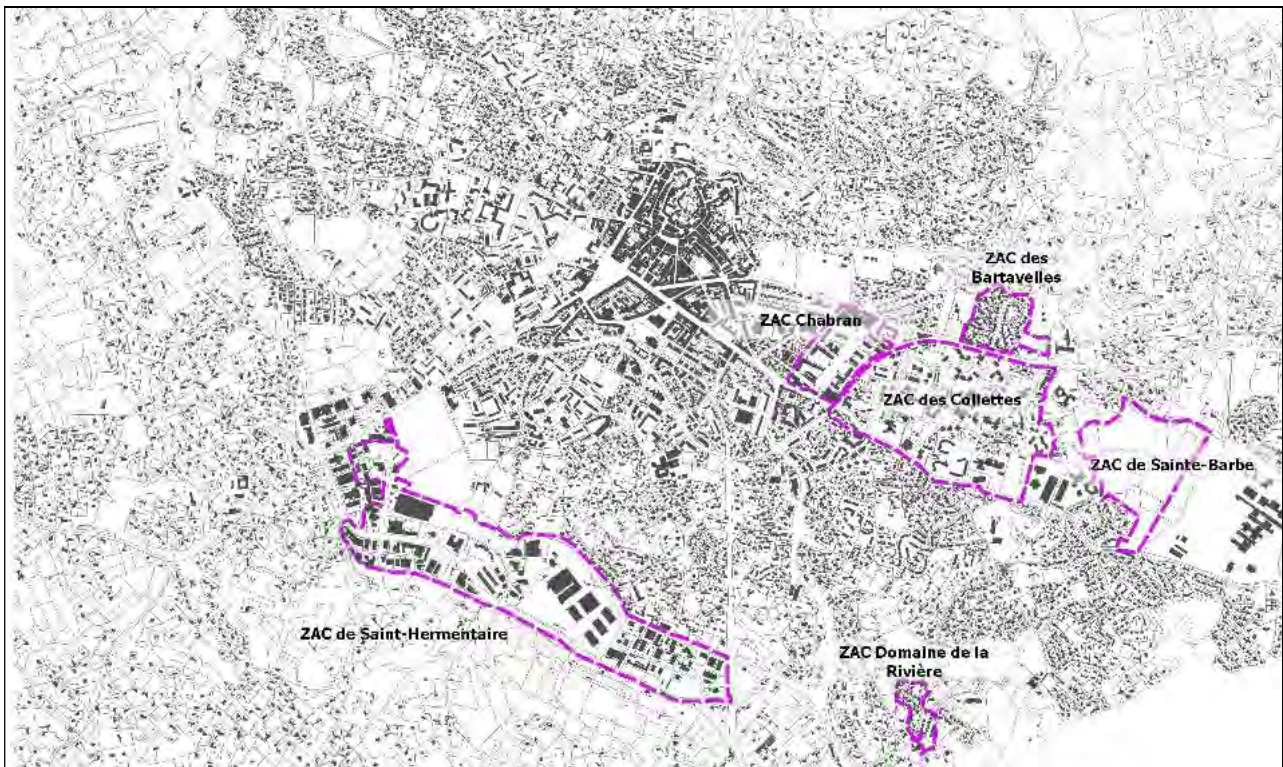 ZAC des
Bartavelles
ZAC Chabran
ZAC des Collettes
ZAC de Sainte-Barbe
ZAC de Saint-Hermentaire
ZAC Domaine de la
Rivière